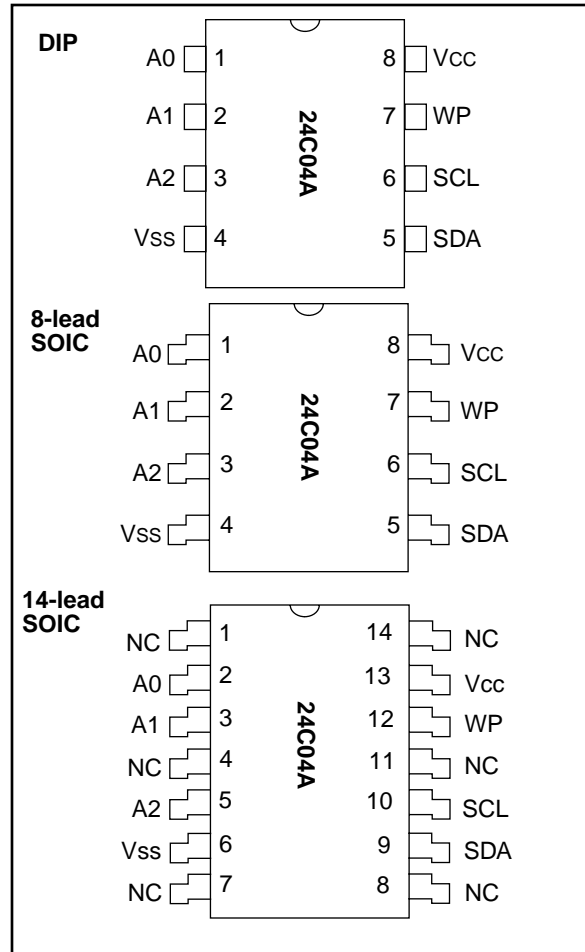 DIP
A0 1 8 VCC
A1 2 7 WP
A2 3 6 SCL
VSS 4 5 SDA
24C04A
8-lead
SOIC
A0 1 8 VCC
A1 2 7 WP
A2 3 6 SCL
VSS 4 5 SDA
24C04A
14-lead
SOIC
NC 1 14 NC
A0 2 13 Vcc
A1 3 12 WP
NC 4 11 NC
A2 5 10 SCL
Vss 6 9 SDA
NC 7 8 NC
24C04A